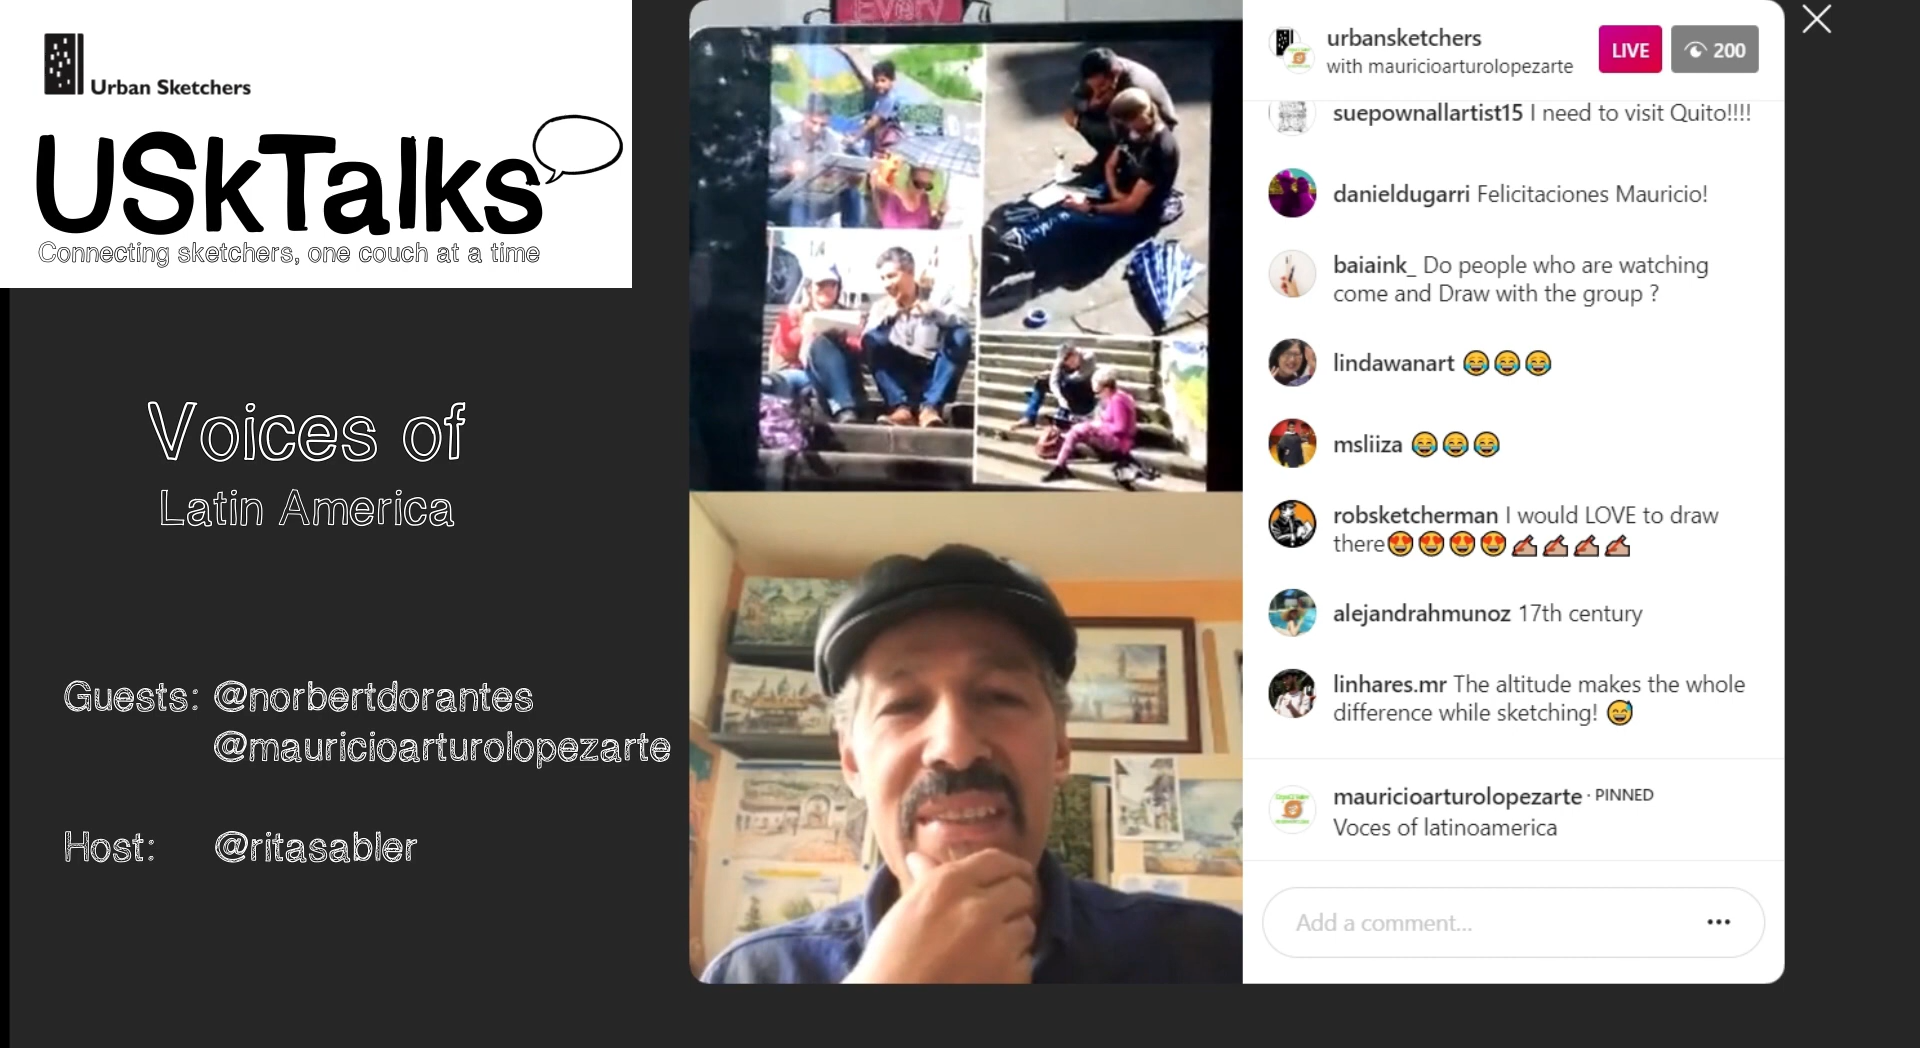 Urban Sketchers
USkTalks
Connecting sketchers, one couch at a time
Voices of
Latin America
Guests: @norbertdorantes
@mauricioarturolopezarte
Host: @ritasabler
Every
urbansketchers
with mauricioarturolopezarte
LIVE
200
suepownallartist15 I need to visit Quito!!!!
danieldugarri Felicitaciones Mauricio!
baiaink_ Do people who are watching
come and Draw with the group ?
lindawanart 😂😂😂
msliiza 😂😂😂
robsketcherman I would LOVE to draw
there😍😍😍😍✍🏼✍🏼✍🏼✍🏼
alejandrahmunoz 17th century
linhares.mr The altitude makes the whole
difference while sketching! 😅
mauricioarturolopezarte · PINNED
Voces of latinoamerica
Add a comment...